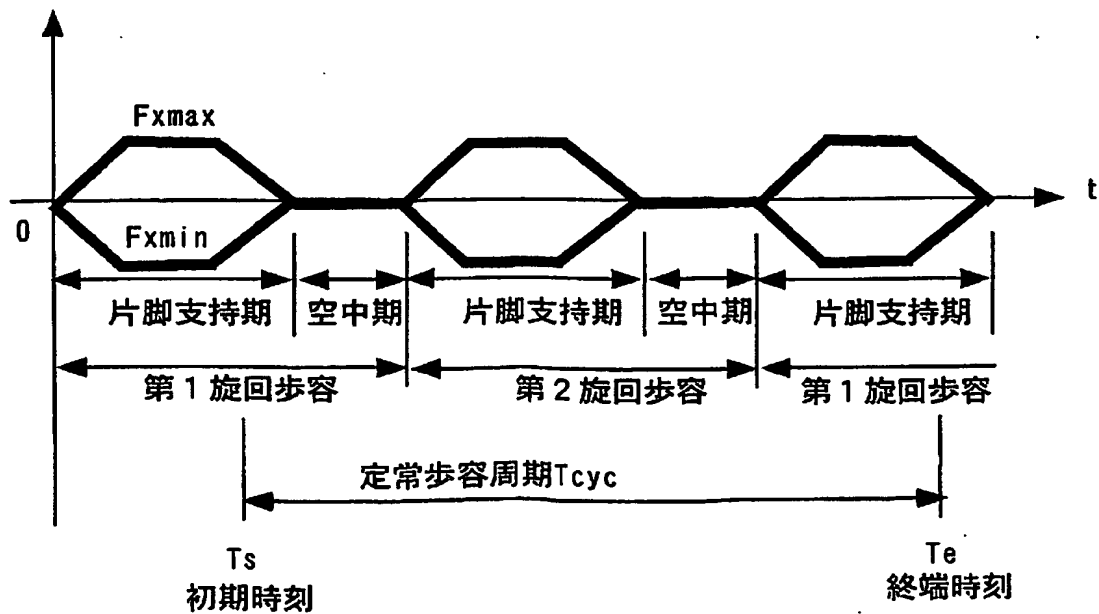 Fxmax
t
0
Fxmin
片脚支持期 空中期 片脚支持期 空中期 片脚支持期
第1旋回歩容 第2旋回歩容 第1旋回歩容
定常歩容周期Tcyc
Ts Te
初期時刻 終端時刻